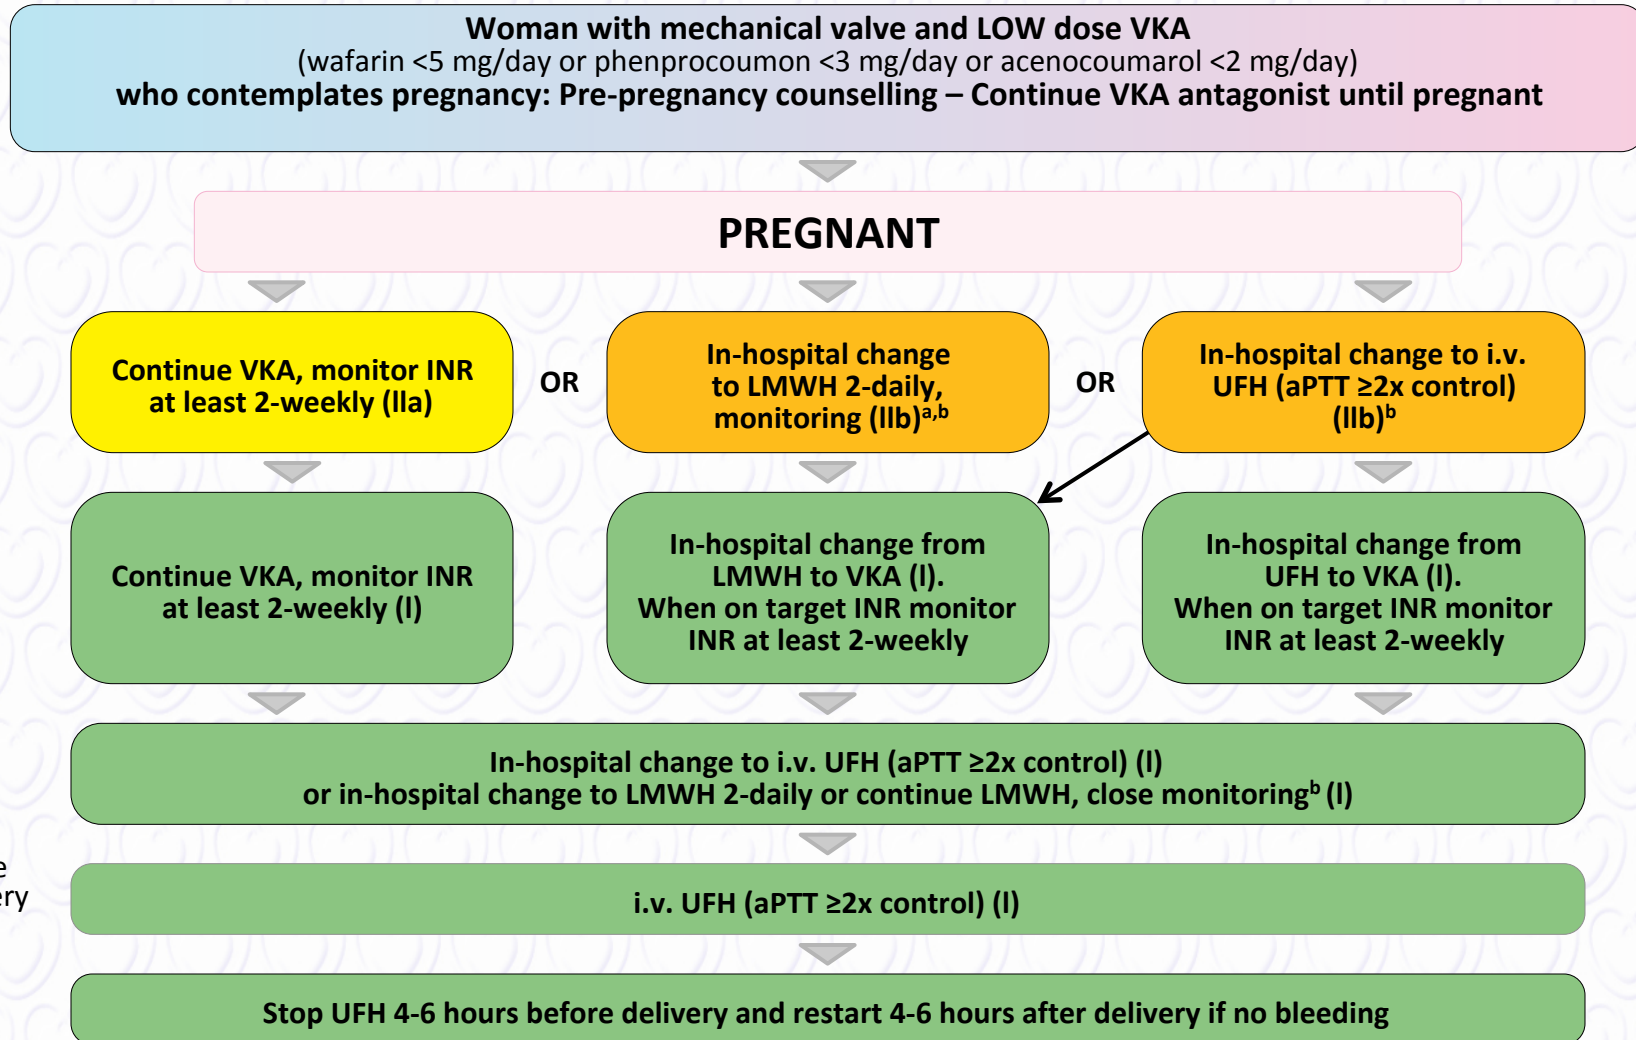 Woman with mechanical valve and LOW dose VKA
(wafarin <5 mg/day or phenprocoumon <3 mg/day or acenocoumarol <2 mg/day)
who contemplates pregnancy: Pre-pregnancy counselling – Continue VKA antagonist until pregnant
PREGNANT
Continue VKA, monitor INR
at least 2-weekly (lla)
OR
In-hospital change
to LMWH 2-daily,
monitoring (llb)a,b
OR
In-hospital change to i.v.
UFH (aPTT ≥2x control)
(llb)b
Continue VKA, monitor INR
at least 2-weekly (l)
In-hospital change from
LMWH to VKA (l).
When on target INR monitor
INR at least 2-weekly
In-hospital change from
UFH to VKA (l).
When on target INR monitor
INR at least 2-weekly
In-hospital change to i.v. UFH (aPTT ≥2x control) (l)
or in-hospital change to LMWH 2-daily or continue LMWH, close monitoringb (l)
i.v. UFH (aPTT ≥2x control) (l)
Stop UFH 4-6 hours before delivery and restart 4-6 hours after delivery if no bleeding